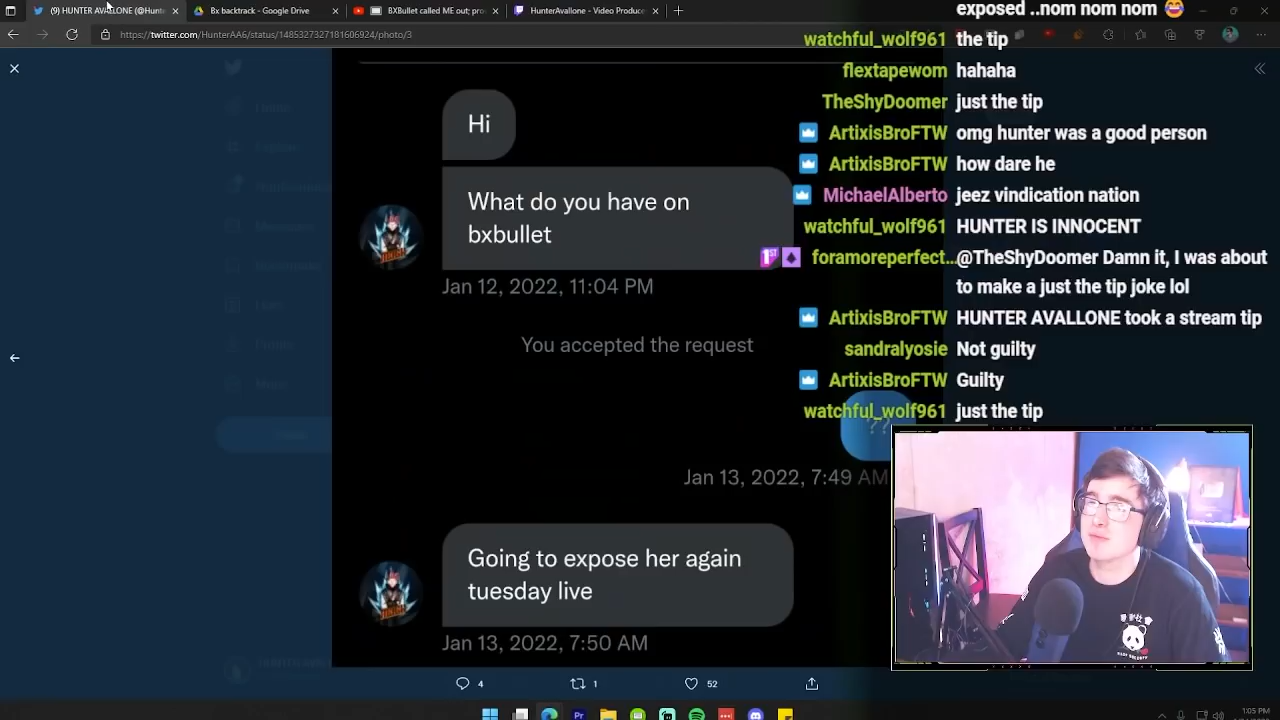 (9) HUNTER AVALLONE (@Hunt
Bx backtrack - Google Drive
BXBullet called ME out; pro
HunterAvallone - Video Produce
https://twitter.com/HunterAA6/status/1485327327181606924/photo/3
Hi
What do you have on
bxbullet
Jan 12, 2022, 11:04 PM
You accepted the request
??
Jan 13, 2022, 7:49 AM
Going to expose her again
tuesday live
Jan 13, 2022, 7:50 AM
4
1
52
exposed ..nom nom nom 😂
watchful_wolf961 the tip
flextapewom hahaha
TheShyDoomer just the tip
ArtixisBroFTW omg hunter was a good person
ArtixisBroFTW how dare he
MichaelAlberto jeez vindication nation
watchful_wolf961 HUNTER IS INNOCENT
1ST foramoreperfect... @TheShyDoomer Damn it, I was about
to make a just the tip joke lol
ArtixisBroFTW HUNTER AVALLONE took a stream tip
sandralyosie Not guilty
ArtixisBroFTW Guilty
watchful_wolf961 just the tip
1:05 PM